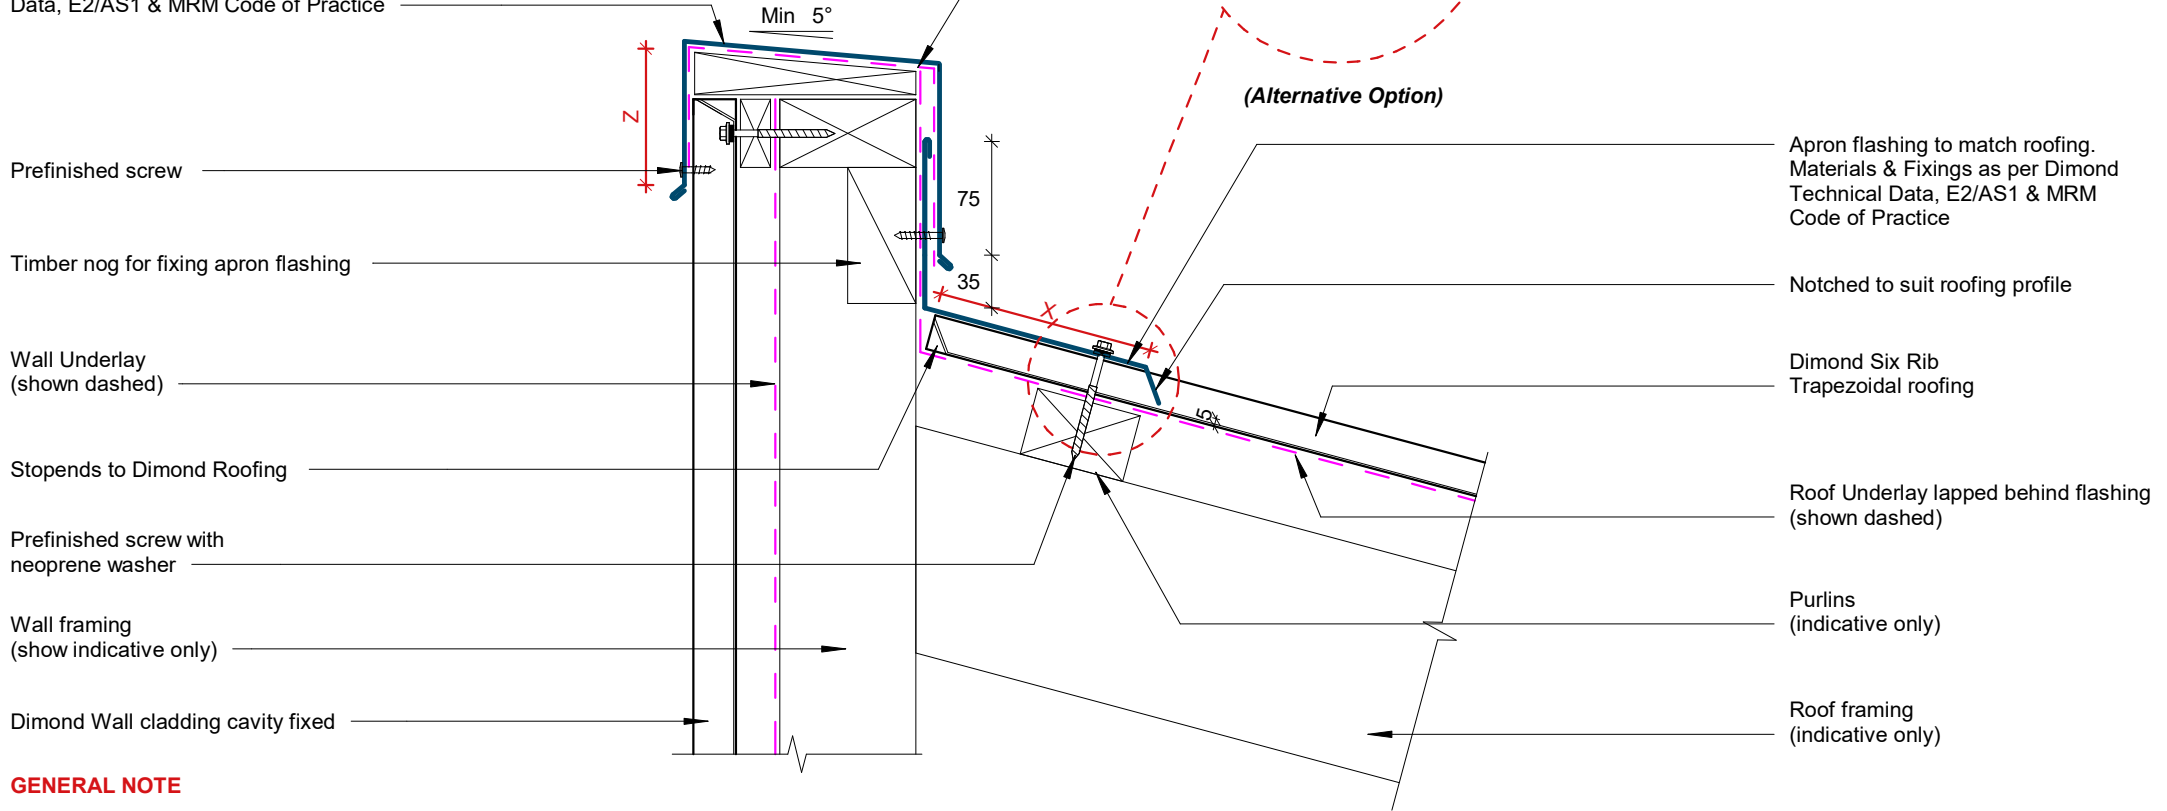 Data, E2/AS1 & MRM Code of Practice
Min 5°
(Alternative Option)
Z
Prefinished screw
Apron flashing to match roofing.
Materials & Fixings as per Dimond
Technical Data, E2/AS1 & MRM
Code of Practice
75
Timber nog for fixing apron flashing
35
Notched to suit roofing profile
X
Wall Underlay
(shown dashed)
Dimond Six Rib
Trapezoidal roofing
5
Stopends to Dimond Roofing
Roof Underlay lapped behind flashing
(shown dashed)
Prefinished screw with
neoprene washer
Purlins
(indicative only)
Wall framing
(show indicative only)
Dimond Wall cladding cavity fixed
Roof framing
(indicative only)
GENERAL NOTE